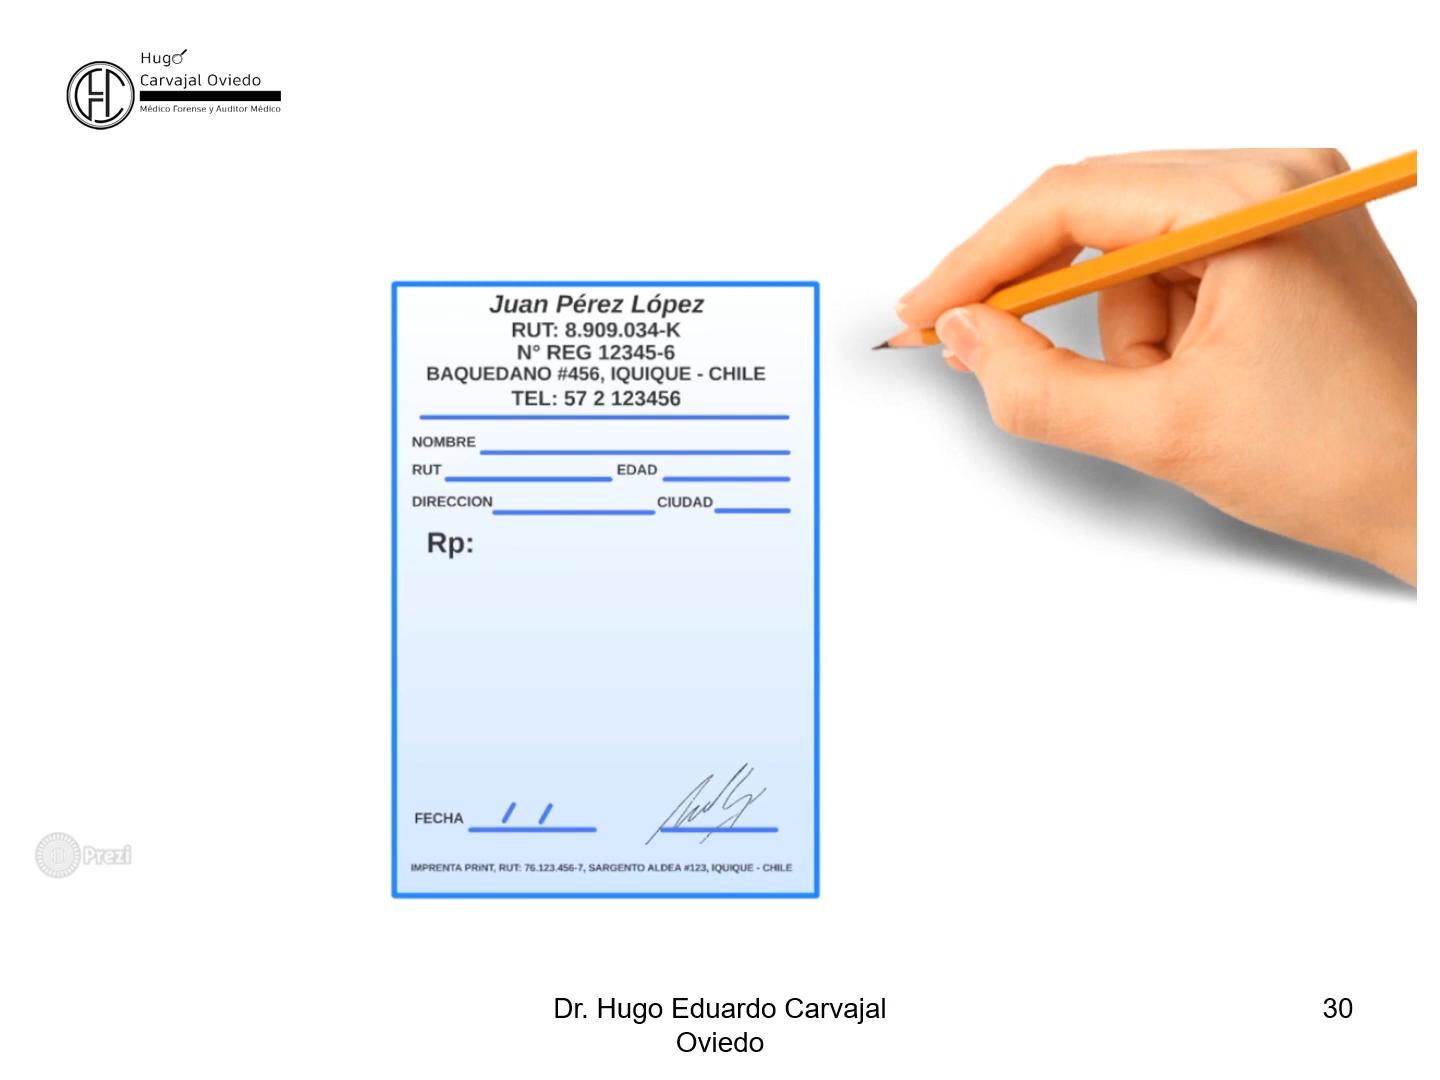 Hugo
Carvajal Oviedo
Médico Forense y Auditor Médico
Juan Pérez López
RUT: 8.909.034-K
N° REG 12345-6
BAQUEDANO #456, IQUIQUE - CHILE
TEL: 57 2 123456
NOMBRE
RUT EDAD
DIRECCION CIUDAD
Rp:
FECHA / /
IMPRENTA PRINT, RUT: 76.123.456-7, SARGENTO ALDEA #123, IQUIQUE - CHILE
Prezi
Dr. Hugo Eduardo Carvajal
Oviedo
30